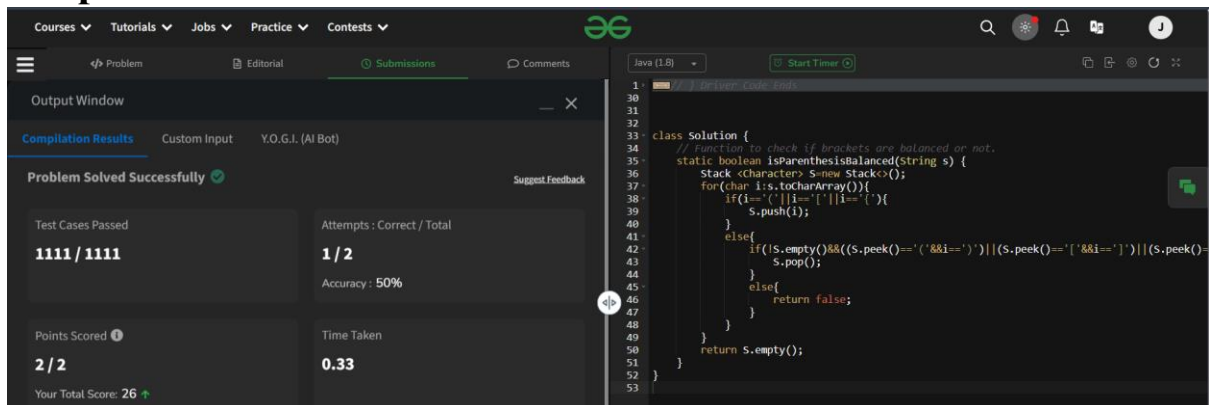 Courses Tutorials Jobs Practice Contests
J
</> Problem Editorial Submissions Comments
Java (1.8) Start Timer
Output Window
Compilation Results Custom Input Y.O.G.I. (AI Bot)
Problem Solved Successfully Suggest Feedback
Test Cases Passed
1111 / 1111
Attempts : Correct / Total
1 / 2
Accuracy : 50%
Points Scored
2 / 2
Your Total Score: 26
Time Taken
0.33
1 // } Driver Code Ends
30
31
32
33 class Solution {
34     // Function to check if brackets are balanced or not.
35     static boolean isParenthesisBalanced(String s) {
36         Stack <Character> S=new Stack<>();
37         for(char i:s.toCharArray()){
38             if(i=='('||i=='['||i=='{'){
39                 S.push(i);
40             }
41             else{
42                 if(!S.empty()&&((S.peek()=='('&&i==')')||(S.peek()=='['&&i==']')||(S.peek()=
43                     S.pop();
44                 }
45                 else{
46                     return false;
47                 }
48             }
49         }
50         return S.empty();
51     }
52 }
53